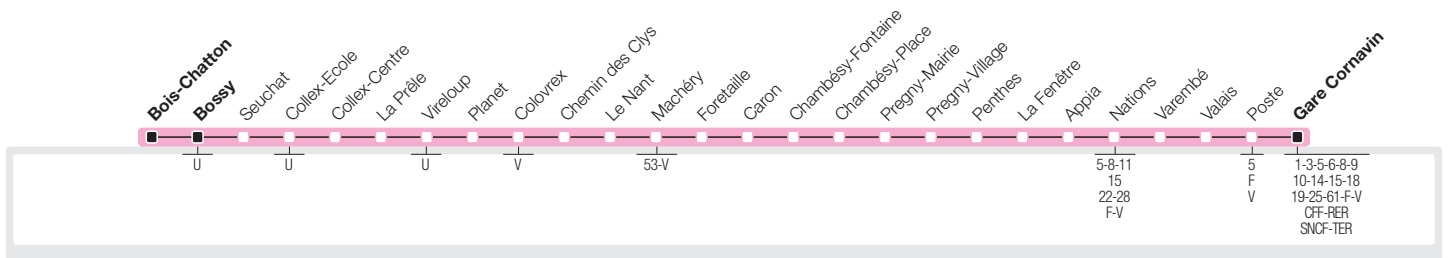 Bois-Chatton
Bossy
Seuchat
Collex-Ecole
Collex-Centre
La Prêle
Vireloup
Planet
Colovrex
Chemin des Clys
Le Nant
Machéry
Foretaille
Caron
Chambésy-Fontaine
Chambésy-Place
Pregny-Mairie
Pregny-Village
Penthes
La Fenêtre
Appia
Nations
Varembé
Valais
Poste
Gare Cornavin
U
U
U
V
53-V
5-8-11
15
22-28
F-V
5
F
V
1-3-5-6-8-9
10-14-15-18
19-25-61-F-V
CFF-RER
SNCF-TER